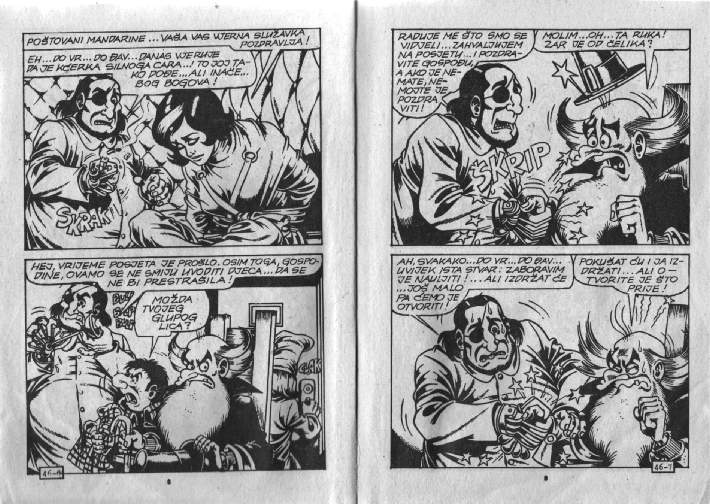 POŠTOVANI MANDARINE...VAŠA VAS VJERNA SLUŽAVKA
POZDRAVLJA!
EH...DO VR...DO ĐAV...DANAS VJERUJE
DA JE KĆERKA SILNOGA CARA...! TO JOJ TA-
KO DOĐE...ALI INAČE...
BOG BOGOVA!
ŠKRAK
HEJ, VRIJEME POSJETA JE PROŠLO. OSIM TOGA, GOSPO-
DINE, OVAMO SE NE SMIJU UVODITI DJECA...DA SE
NE BI PRESTRAŠILA!
MOŽDA
TVOJEG
GLUPOG
LICA?
46-6
8
RADUJE ME ŠTO SMO SE
VIDJELI...ZAHVALJUJEM
NA POSJETU...I POZDRA-
VITE GOSPOĐU,
A AKO JE NE-
MATE, NE-
MOJTE JE
POZDRA
VITI!
MOLIM...OH...TA RUKA!
ZAR JE OD ČELIKA?
ŠKRIP
AH, SVAKAKO...DO VR...DO ĐAV...
UVIJEK ISTA STVAR: ZABORAVIM
JE NAULJITI!...ALI IZDRŽAT ĆE
...JOŠ MALO
PA ĆEMO JE
OTVORITI!
POKUŠAT ĆU I JA IZ-
DRŽATI...ALI O-
TVORITE JE ŠTO
PRIJE!
8
46-7